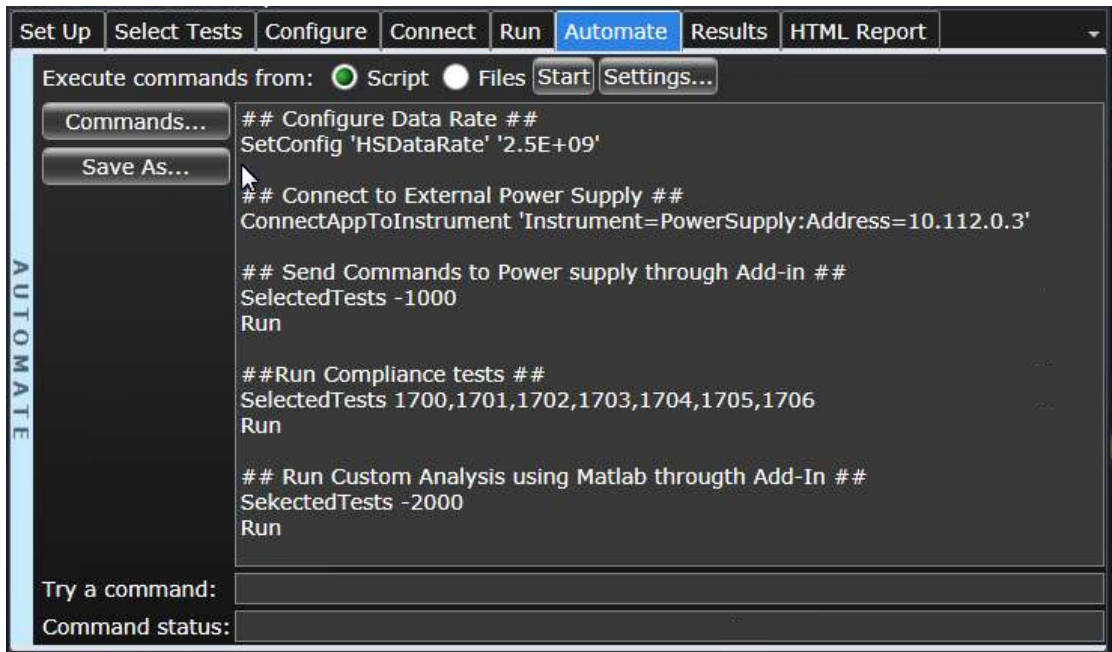 Set Up Select Tests Configure Connect Run Automate Results HTML Report
Execute commands from: Script Files Start Settings...
Commands...
Save As...
## Configure Data Rate ##
SetConfig 'HSDataRate' '2.5E+09'
## Connect to External Power Supply ##
ConnectAppToInstrument 'Instrument=PowerSupply:Address=10.112.0.3'
## Send Commands to Power supply through Add-in ##
SelectedTests -1000
Run
##Run Compliance tests ##
SelectedTests 1700,1701,1702,1703,1704,1705,1706
Run
## Run Custom Analysis using Matlab througth Add-In ##
SekectedTests -2000
Run
AUTOMATE
Try a command:
Command status: